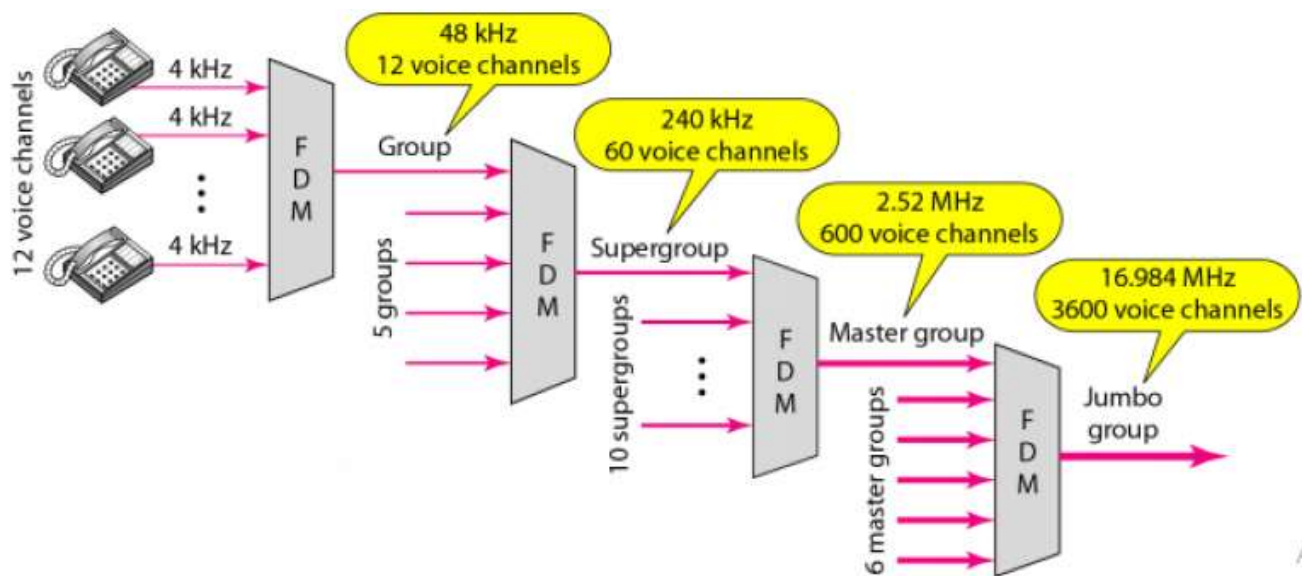 12 voice channels
4 kHz
4 kHz
4 kHz
F
D
M
48 kHz
12 voice channels
Group
5 groups
F
D
M
240 kHz
60 voice channels
Supergroup
10 supergroups
F
D
M
2.52 MHz
600 voice channels
Master group
6 master groups
F
D
M
16.984 MHz
3600 voice channels
Jumbo
group